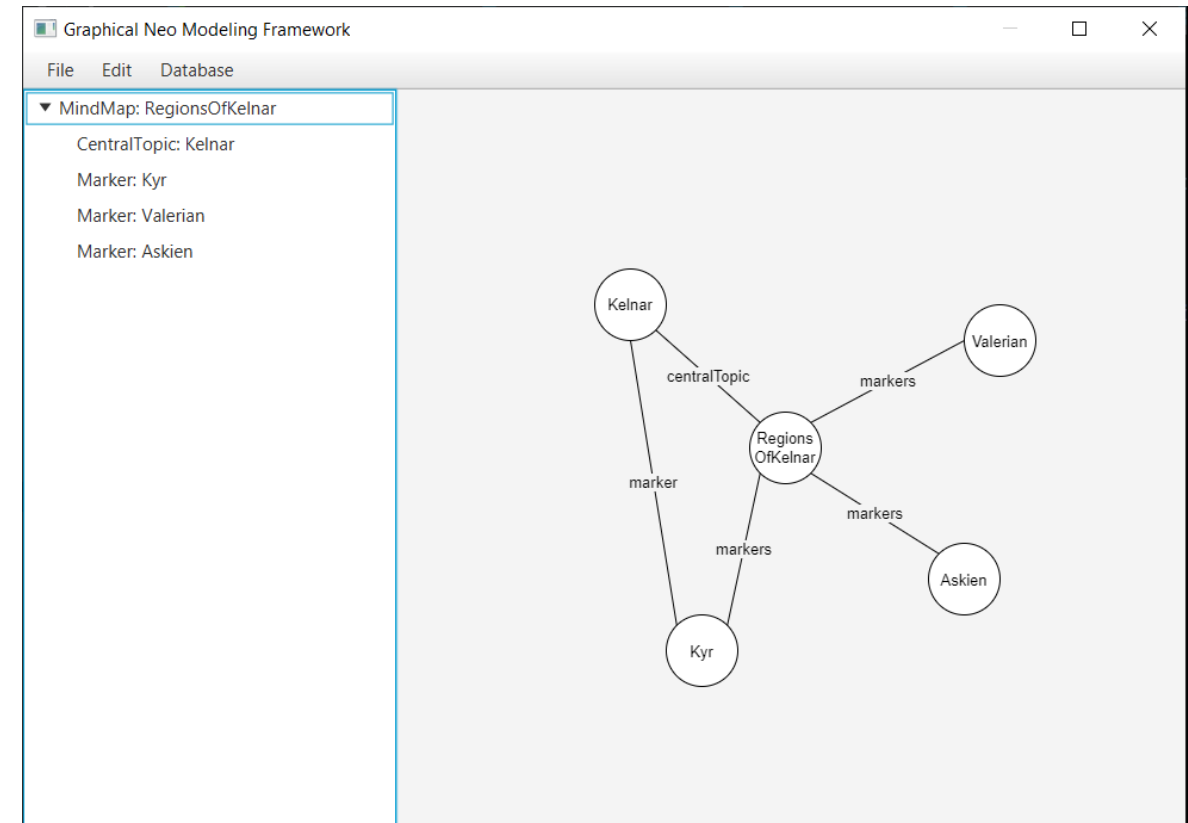 Graphical Neo Modeling Framework
File Edit Database
MindMap: RegionsOfKelnar
CentralTopic: Kelnar
Marker: Kyr
Marker: Valerian
Marker: Askien
Kelnar
Valerian
centralTopic
markers
Regions
OfKelnar
marker
markers
markers
Askien
Kyr